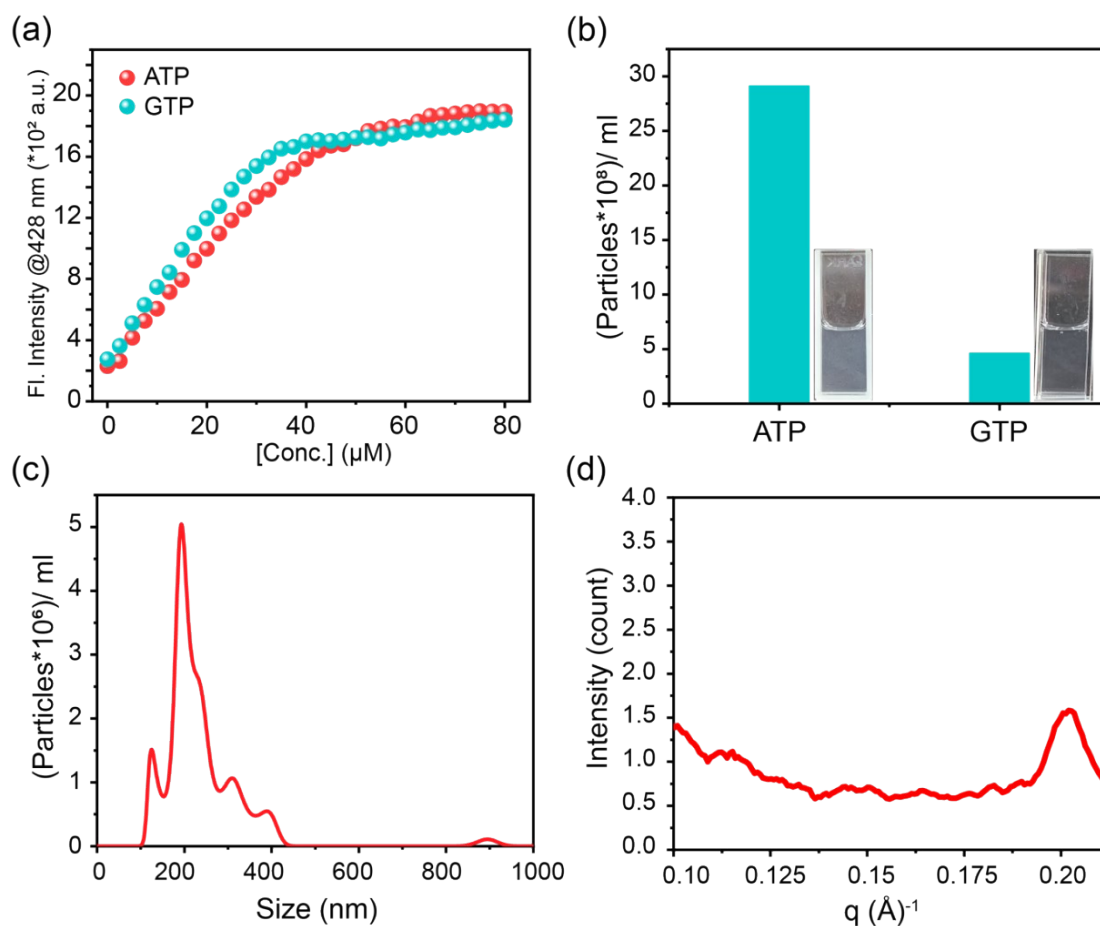 (a)
ATP
GTP
Fl. Intensity @428 nm (*10² a.u.)
20
16
12
8
4
0
0 20 40 60 80
[Conc.] (µM)
(b)
(Particles*10⁸)/ ml
30
25
20
15
10
5
0
ATP GTP
(c)
(Particles*10⁶)/ ml
5
4
3
2
1
0
0 200 400 600 800 1000
Size (nm)
(d)
Intensity (count)
4.0
3.5
3.0
2.5
2.0
1.5
1.0
0.5
0.0
0.10 0.125 0.15 0.175 0.20
q (Å)⁻¹